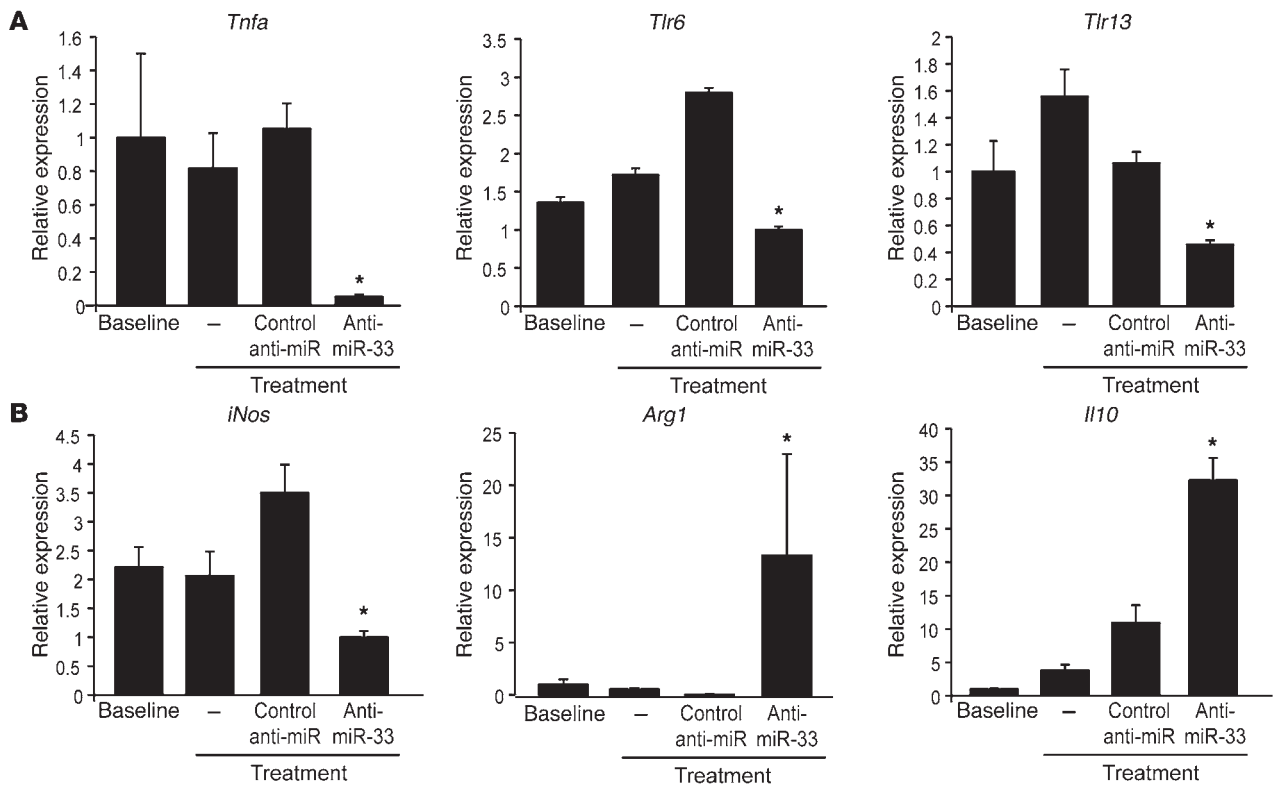 A
Tnfa
Relative expression
1.6
1.4
1.2
1
0.8
0.6
0.4
0.2
0
Baseline – Control Anti-
anti-miR miR-33
Treatment
Tlr6
Relative expression
3.5
3
2.5
2
1.5
1
0.5
0
*
Baseline – Control Anti-
anti-miR miR-33
Treatment
Tlr13
Relative expression
2
1.8
1.6
1.4
1.2
1
0.8
0.6
0.4
0.2
0
*
Baseline – Control Anti-
anti-miR miR-33
Treatment
B
iNos
Relative expression
4.5
4
3.5
3
2.5
2
1.5
1
0.5
0
*
Baseline – Control Anti-
anti-miR miR-33
Treatment
Arg1
Relative expression
25
20
15
10
5
0
*
Baseline – Control Anti-
anti-miR miR-33
Treatment
Il10
Relative expression
40
35
30
25
20
15
10
5
0
*
Baseline – Control Anti-
anti-miR miR-33
Treatment